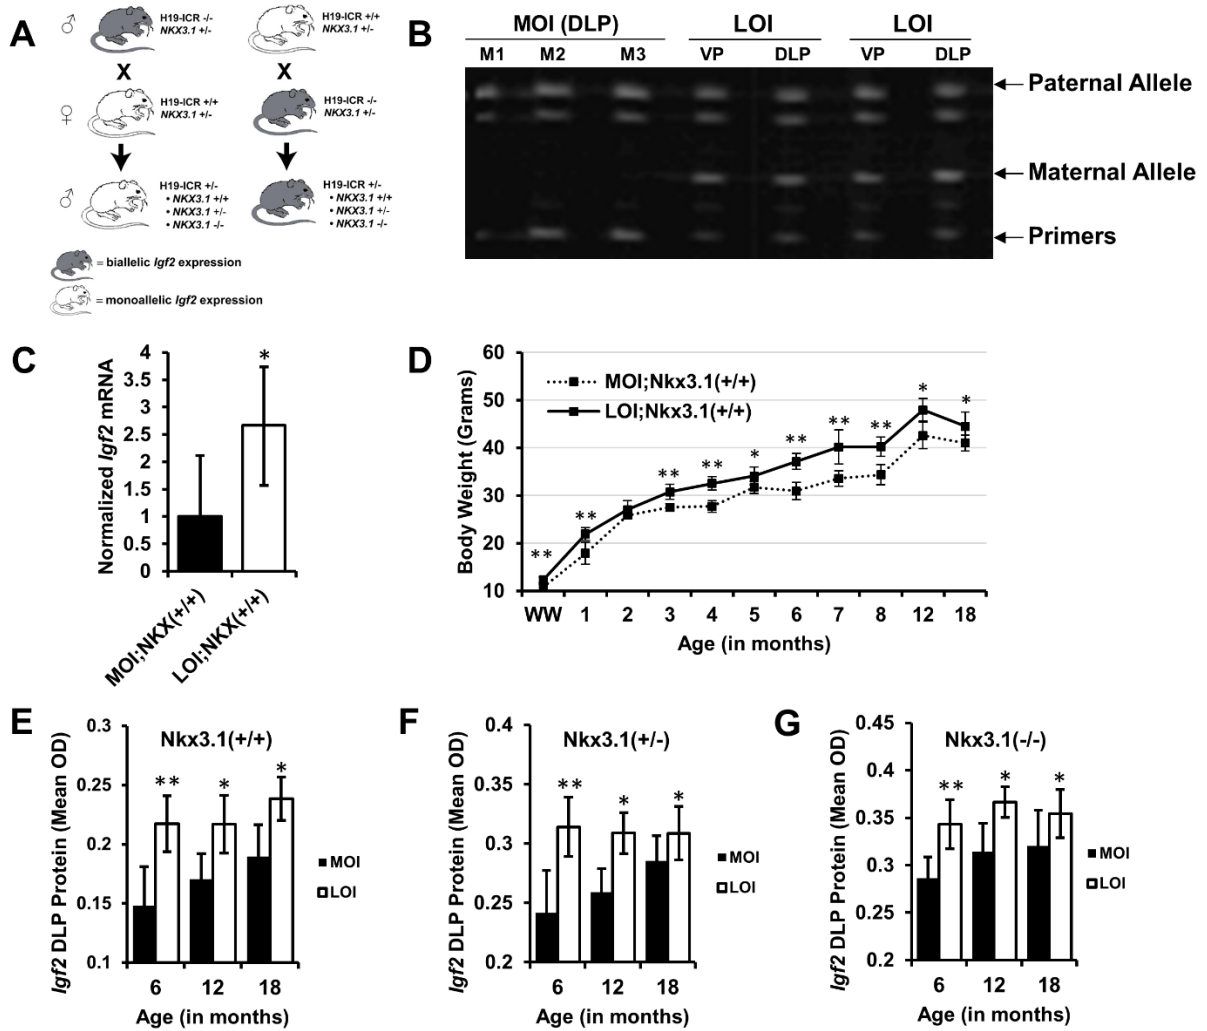 A
♂
H19-ICR -/-
NKX3.1 +/-
H19-ICR +/+
NKX3.1 +/-
X
X
♀
H19-ICR +/+
NKX3.1 +/-
H19-ICR -/-
NKX3.1 +/-
♂
H19-ICR +/-
• NKX3.1 +/+
• NKX3.1 +/-
• NKX3.1 -/-
H19-ICR +/-
• NKX3.1 +/+
• NKX3.1 +/-
• NKX3.1 -/-
= biallelic Igf2 expression
= monoallelic Igf2 expression
B
MOI (DLP) LOI LOI
M1 M2 M3 VP DLP VP DLP
Paternal Allele
Maternal Allele
Primers
C
Normalized Igf2 mRNA
4
3.5
3
2.5
2
1.5
1
0.5
0
*
MOI;NKX(+/+)
LOI;NKX(+/+)
D
Body Weight (Grams)
60
50
40
30
20
10
MOI;Nkx3.1(+/+)
LOI;Nkx3.1(+/+)
** ** ** ** * ** ** ** * *
WW 1 2 3 4 5 6 7 8 12 18
Age (in months)
E
Nkx3.1(+/+)
Igf2 DLP Protein (Mean OD)
0.3
0.25
0.2
0.15
0.1
** * *
MOI
LOI
6 12 18
Age (in months)
F
Nkx3.1(+/-)
Igf2 DLP Protein (Mean OD)
0.4
0.35
0.3
0.25
0.2
** * *
MOI
LOI
6 12 18
Age (in months)
G
Nkx3.1(-/-)
Igf2 DLP Protein (Mean OD)
0.45
0.4
0.35
0.3
0.25
0.2
** * *
MOI
LOI
6 12 18
Age (in months)